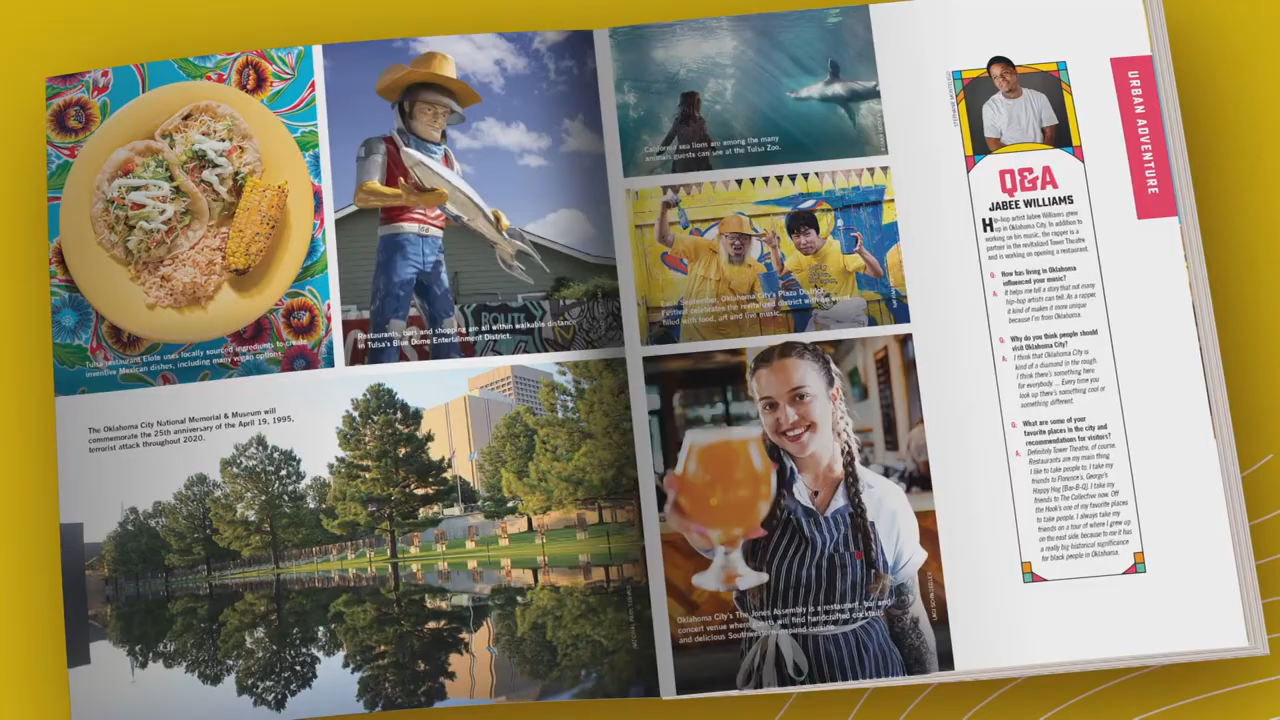 Tulsa restaurant Elote uses locally sourced ingredients to create
inventive Mexican dishes, including many vegan options.
66
ROUTE
Restaurants, bars and shopping are all within walkable distance
in Tulsa's Blue Dome Entertainment District.
The Oklahoma City National Memorial & Museum will
commemorate the 25th anniversary of the April 19, 1995,
terrorist attack throughout 2020.
California sea lions are among the many
animals guests can see at the Tulsa Zoo.
Each September, Oklahoma City's Plaza District
Festival celebrates the revitalized district with an event
filled with food, art and live music.
Oklahoma City's The Jones Assembly is a restaurant, bar and
concert venue where guests will find handcrafted cocktails
and delicious Southwestern-inspired cuisine.
URBAN ADVENTURE
Q&A
JABEE WILLIAMS
Hip-hop artist Jabee Williams grew
up in Oklahoma City. In addition to
working on his music, the rapper is a
partner in the revitalized Tower Theatre
and is working on opening a restaurant.
Q: How has living in Oklahoma
influenced your music?
A: It helps me tell a story that not many
hip-hop artists can tell. As a rapper,
it kind of makes it more unique
because I'm from Oklahoma.
Q: Why do you think people should
visit Oklahoma City?
A: I think that Oklahoma City is
kind of a diamond in the rough.
I think there's something here
for everybody. ... Every time you
look up there's something cool or
something different.
Q: What are some of your
favorite places in the city and
recommendations for visitors?
A: Definitely Tower Theatre, of course.
Restaurants are my main thing
I like to take people to. I take my
friends to Florence's, George's
Happy Hog [Bar-B-Q]. I take my
friends to The Collective now. Off
the Hook's one of my favorite places
to take people. I always take my
friends on a tour of where I grew up
on the east side, because to me it has
a really big historical significance
for black people in Oklahoma.